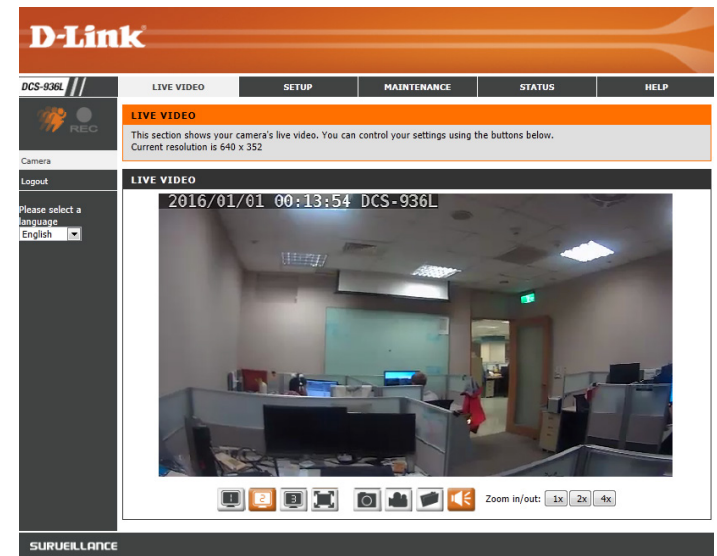 D-Link
DCS-936L
LIVE VIDEO
SETUP
MAINTENANCE
STATUS
HELP
REC
Camera
Logout
Please select a
language
English
LIVE VIDEO
This section shows your camera's live video. You can control your settings using the buttons below.
Current resolution is 640 x 352
LIVE VIDEO
2016/01/01 00:13:54 DCS-936L
1
2
3
Zoom in/out:
1x
2x
4x
SURVEILLANCE